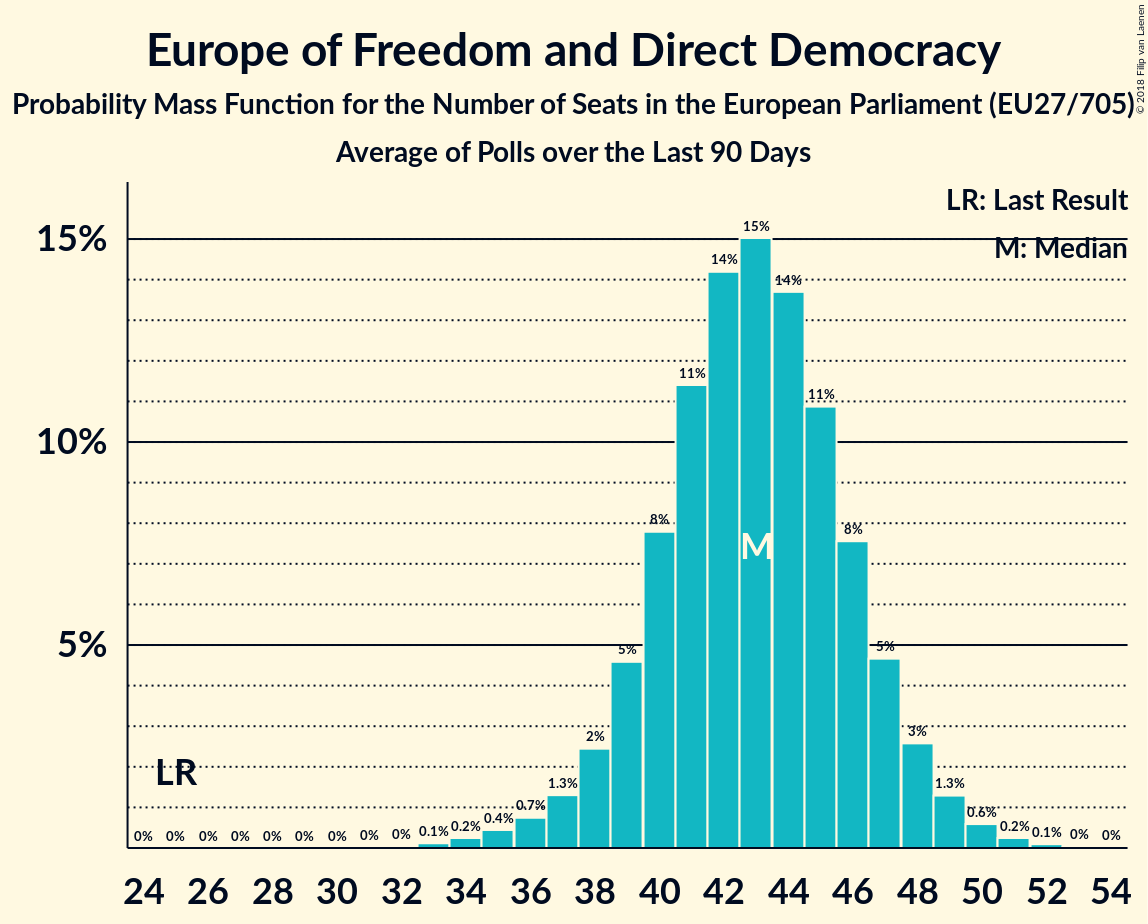 Europe of Freedom and Direct Democracy
Probability Mass Function for the Number of Seats in the European Parliament (EU27/705)
Average of Polls over the Last 90 Days
© 2018 Filip van Laenen
LR: Last Result
M: Median
15%
10%
5%
0% 0% 0% 0% 0% 0% 0% 0% 0% 0.1% 0.2% 0.4% 0.7% 1.3% 2% 5% 8% 11% 14% 15% 14% 11% 8% 5% 3% 1.3% 0.6% 0.2% 0.1% 0% 0%
M
LR
24 26 28 30 32 34 36 38 40 42 44 46 48 50 52 54